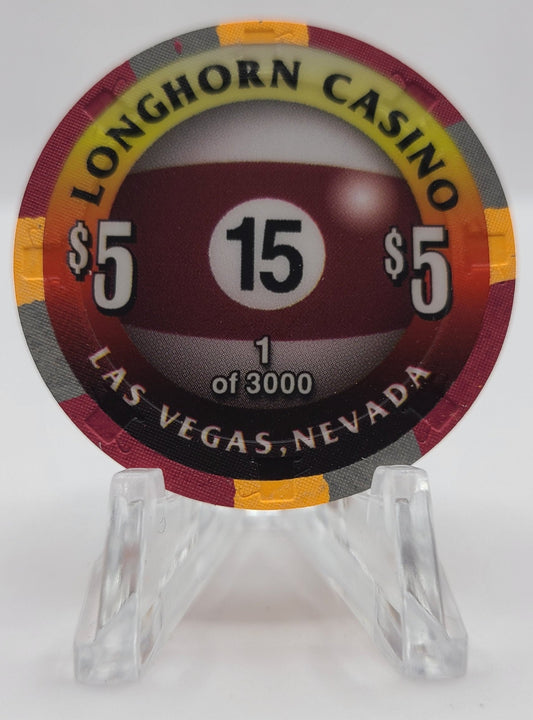 LONGHORN CASINO
$5
15
$5
1
of 3000
LAS VEGAS, NEVADA